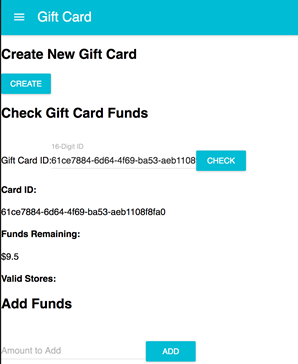 Gift Card
Create New Gift Card
CREATE
Check Gift Card Funds
16-Digit ID
Gift Card ID: 61ce7884-6d64-4f69-ba53-aeb1108 CHECK
Card ID:
61ce7884-6d64-4f69-ba53-aeb1108f8fa0
Funds Remaining:
$9.5
Valid Stores:
Add Funds
Amount to Add ADD